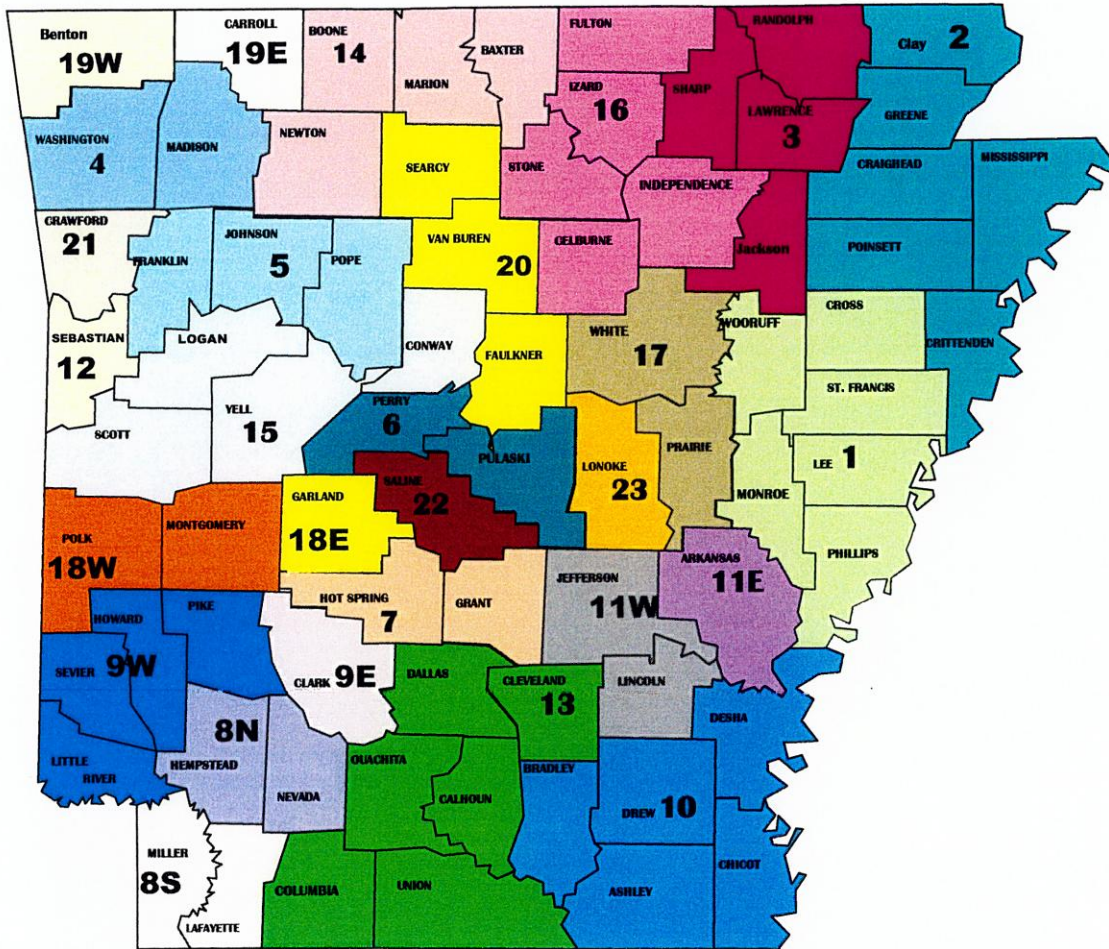 Benton
19W
CARROLL
19E
BOONE
14
MARION
BAXTER
FULTON
RANDOLPH
Clay 2
IZARD
16
SHARP
LAWRENCE
3
GREENE
WASHINGTON
4
MADISON
NEWTON
SEARCY
STONE
INDEPENDENCE
CRAIGHEAD
MISSISSIPPI
CRAWFORD
21
FRANKLIN
JOHNSON
5
POPE
VAN BUREN
20
CELBURNE
Jackson
POINSETT
SEBASTIAN
12
LOGAN
CONWAY
FAULKNER
WHITE
17
WOORUFF
CROSS
CRITTENDEN
SCOTT
YELL
15
PERRY
6
PULASKI
ST. FRANCIS
LONOKE
23
PRAIRIE
MONROE
LEE 1
PHILLIPS
POLK
18W
MONTGOMERY
GARLAND
18E
SALINE
22
HOT SPRING
7
GRANT
JEFFERSON
11W
ARKANSAS
11E
HOWARD
PIKE
SEVIER 9W
CLARK 9E
DALLAS
CLEVELAND
13
LINCOLN
DESHA
LITTLE
RIVER
8N
HEMPSTEAD
NEVADA
OUACHITA
CALHOUN
BRADLEY
DREW 10
CHICOT
MILLER
8S
LAFAYETTE
COLUMBIA
UNION
ASHLEY